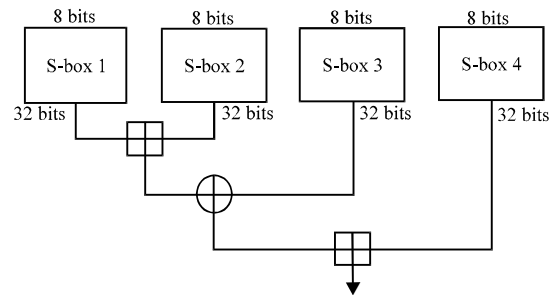 8 bits 8 bits 8 bits 8 bits
S-box 1 S-box 2 S-box 3 S-box 4
32 bits 32 bits 32 bits 32 bits